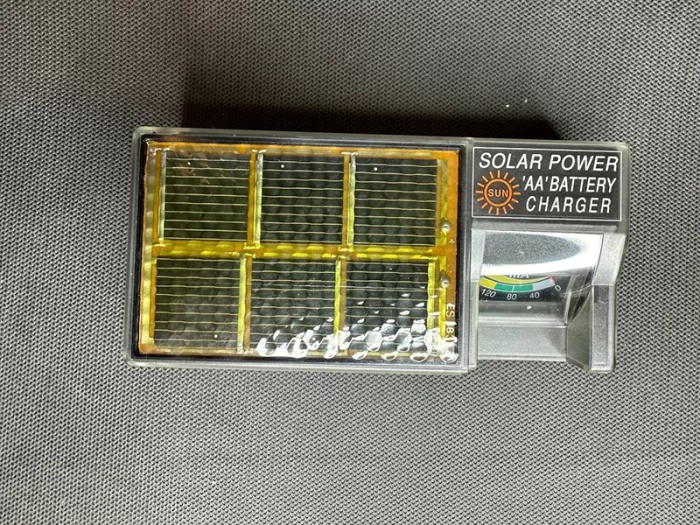 SOLAR POWER
SUN 'AA' BATTERY
CHARGER
mA
120 80 40 0